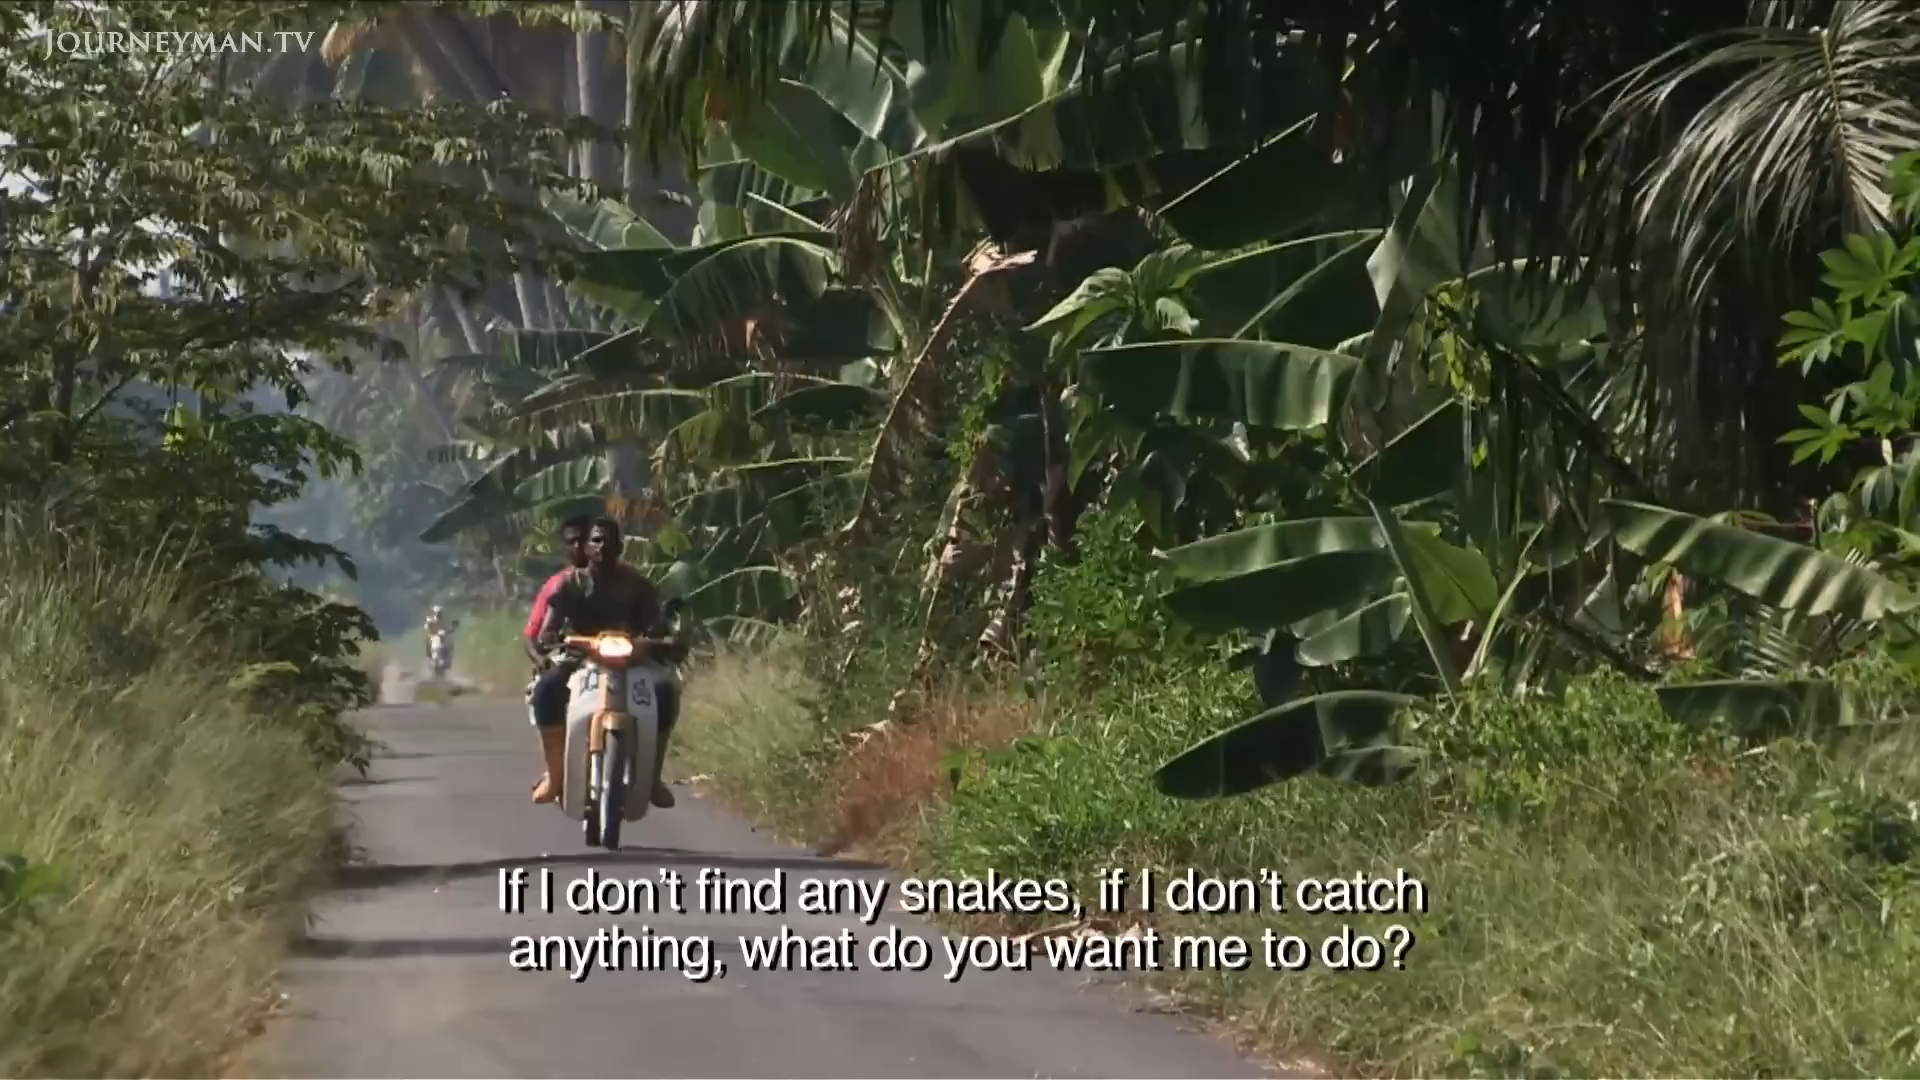 JOURNEYMAN.TV
If I don't find any snakes, if I don't catch
anything, what do you want me to do?